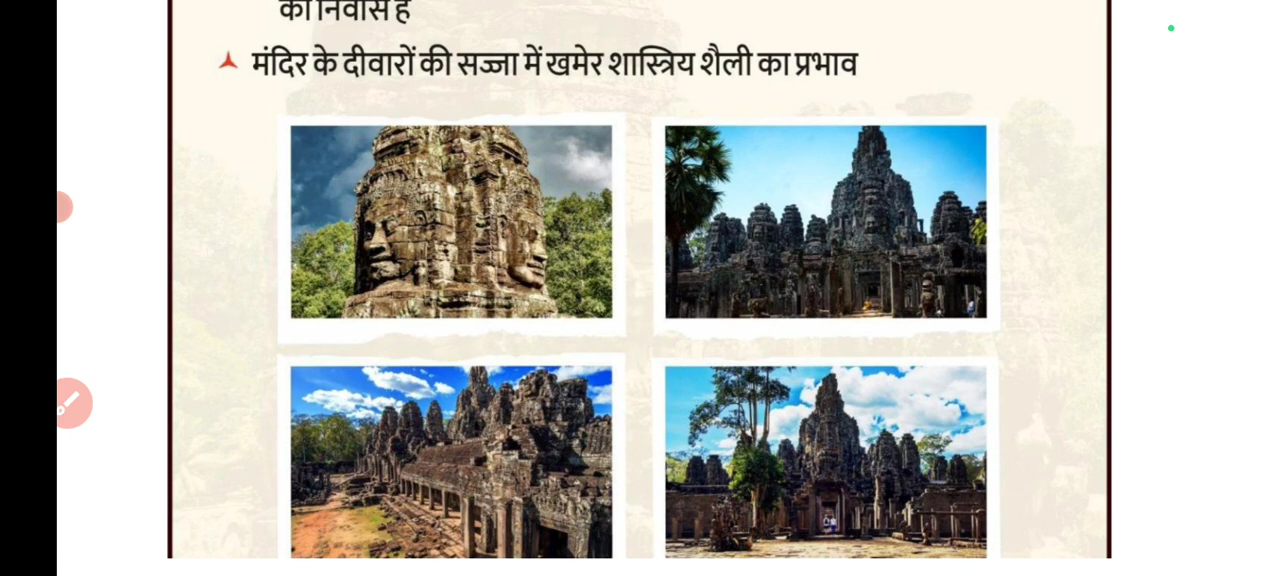 का निवास है
मंदिर के दीवारों की सज्जा में खमेर शास्त्रिय शैली का प्रभाव